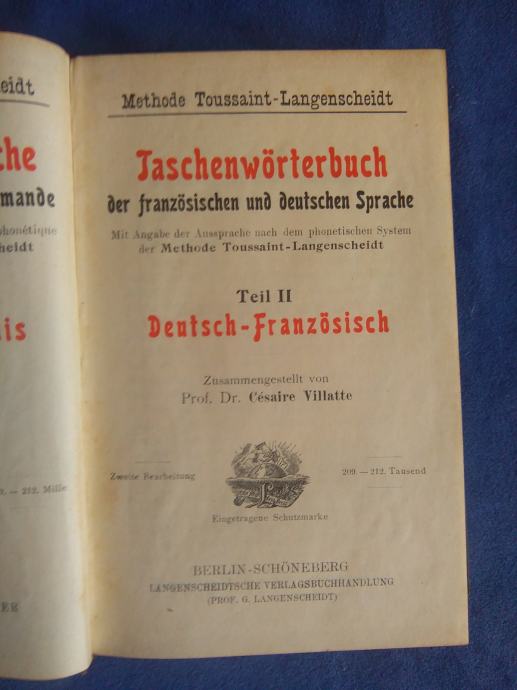 eidt
che
mande
phonétique
heidt
is
– 212. Mille
ER
Methode Toussaint-Langenscheidt
Taschenwörterbuch
der französischen und deutschen Sprache
Mit Angabe der Aussprache nach dem phonetischen System
der Methode Toussaint-Langenscheidt
Teil II
Deutsch-Französisch
Zusammengestellt von
Prof. Dr. Césaire Villatte
Zweite Bearbeitung
209. – 212. Tausend
Eingetragene Schutzmarke
BERLIN-SCHÖNEBERG
LANGENSCHEIDTSCHE VERLAGSBUCHHANDLUNG
(PROF. G. LANGENSCHEIDT)